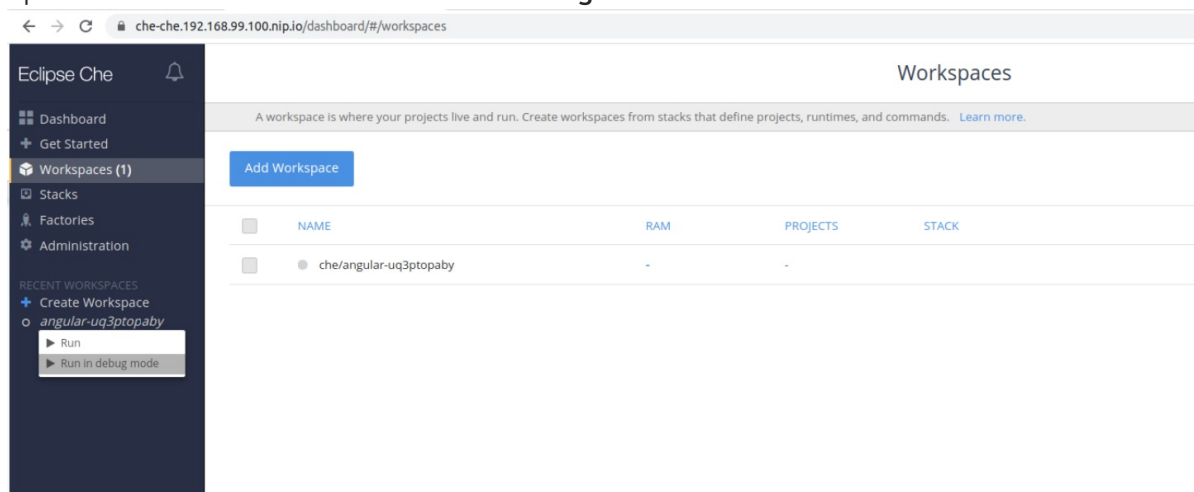 che-che.192.168.99.100.nip.io/dashboard/#/workspaces
Eclipse Che
Workspaces
Dashboard
A workspace is where your projects live and run. Create workspaces from stacks that define projects, runtimes, and commands. Learn more.
Get Started
Workspaces (1)
Add Workspace
Stacks
Factories
NAME RAM PROJECTS STACK
Administration
che/angular-uq3ptopaby - -
RECENT WORKSPACES
Create Workspace
angular-uq3ptopaby
Run
Run in debug mode